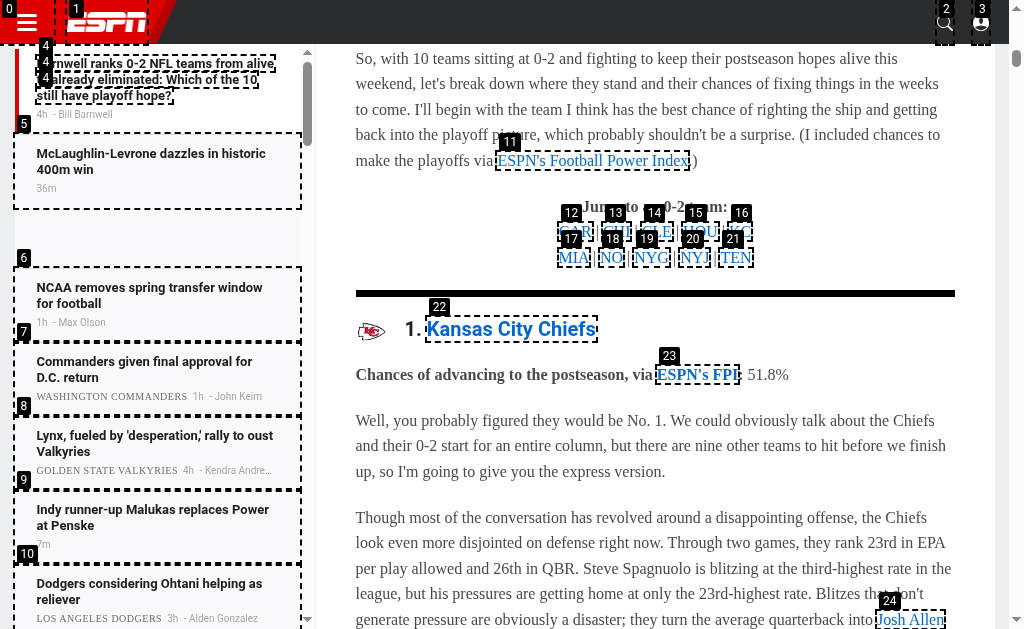 0
1
ESPN
2
3
4
4
4
Barnwell ranks 0-2 NFL teams from alive
already eliminated: Which of the 10
still have playoff hope?
4h - Bill Barnwell
5
McLaughlin-Levrone dazzles in historic
400m win
36m
6
NCAA removes spring transfer window
for football
1h - Max Olson
7
Commanders given final approval for
D.C. return
WASHINGTON COMMANDERS 1h - John Keim
8
Lynx, fueled by 'desperation,' rally to oust
Valkyries
GOLDEN STATE VALKYRIES 4h - Kendra Andre...
9
Indy runner-up Malukas replaces Power
at Penske
7m
10
Dodgers considering Ohtani helping as
reliever
LOS ANGELES DODGERS 3h - Alden Gonzalez
So, with 10 teams sitting at 0-2 and fighting to keep their postseason hopes alive this
weekend, let's break down where they stand and their chances of fixing things in the weeks
to come. I'll begin with the team I think has the best chance of righting the ship and getting
back into the playoff picture, which probably shouldn't be a surprise. (I included chances to
11
make the playoffs via ESPN's Football Power Index.)
Jump to an 0-2 team:
12 13 14 15 16
CAR | CHI | CLE | HOU | KC
17 18 19 20 21
MIA | NO | NYG | NYJ | TEN
22
1. Kansas City Chiefs
23
Chances of advancing to the postseason, via ESPN's FPI: 51.8%
Well, you probably figured they would be No. 1. We could obviously talk about the Chiefs
and their 0-2 start for an entire column, but there are nine other teams to hit before we finish
up, so I'm going to give you the express version.
Though most of the conversation has revolved around a disappointing offense, the Chiefs
look even more disjointed on defense right now. Through two games, they rank 23rd in EPA
per play allowed and 26th in QBR. Steve Spagnuolo is blitzing at the third-highest rate in the
league, but his pressures are getting home at only the 23rd-highest rate. Blitzes that don't
24
generate pressure are obviously a disaster; they turn the average quarterback into Josh Allen